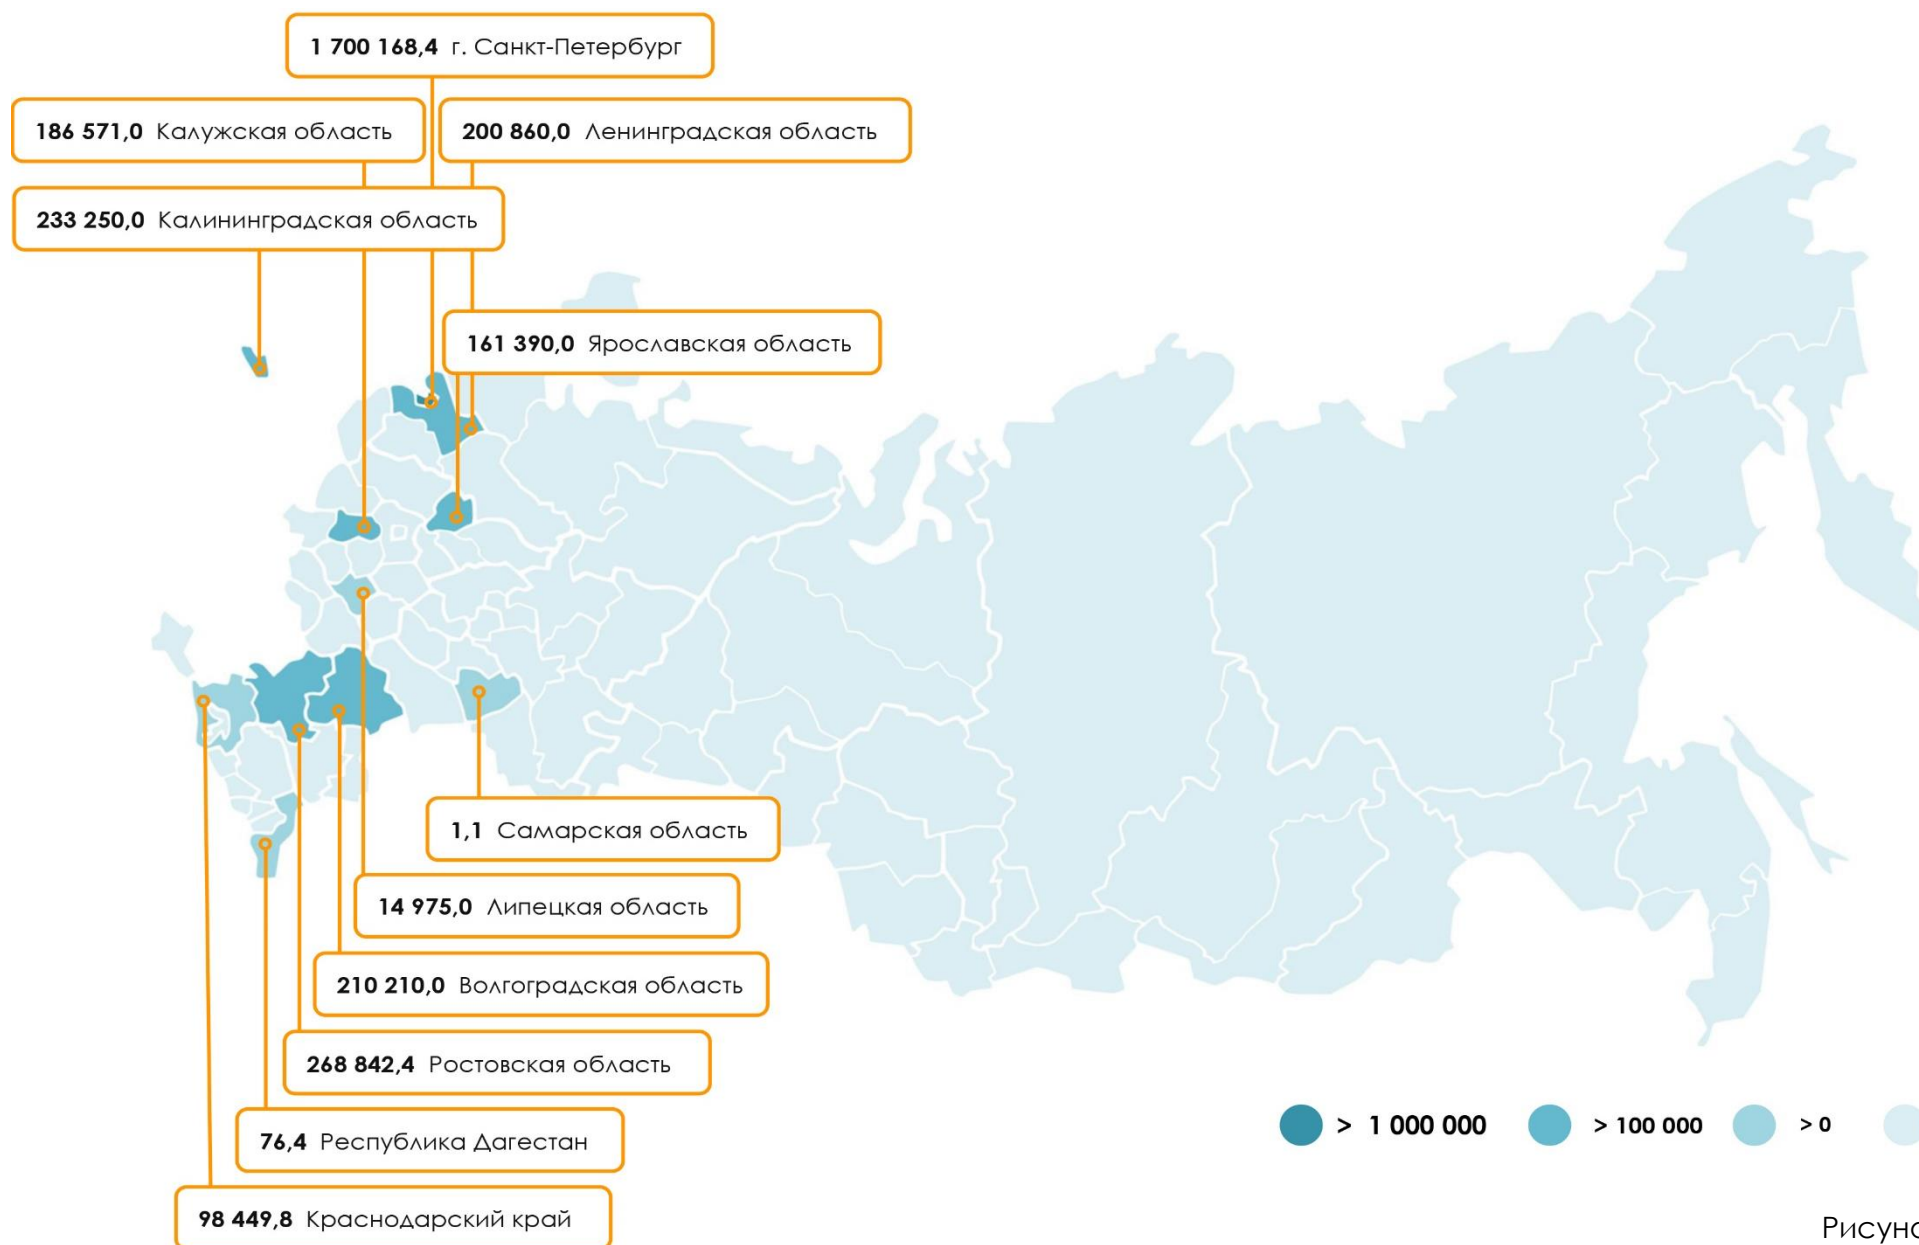 1 700 168,4 г. Санкт-Петербург
186 571,0 Калужская область
200 860,0 Ленинградская область
233 250,0 Калининградская область
161 390,0 Ярославская область
1,1 Самарская область
14 975,0 Липецкая область
210 210,0 Волгоградская область
268 842,4 Ростовская область
76,4 Республика Дагестан
98 449,8 Краснодарский край
> 1 000 000
> 100 000
> 0